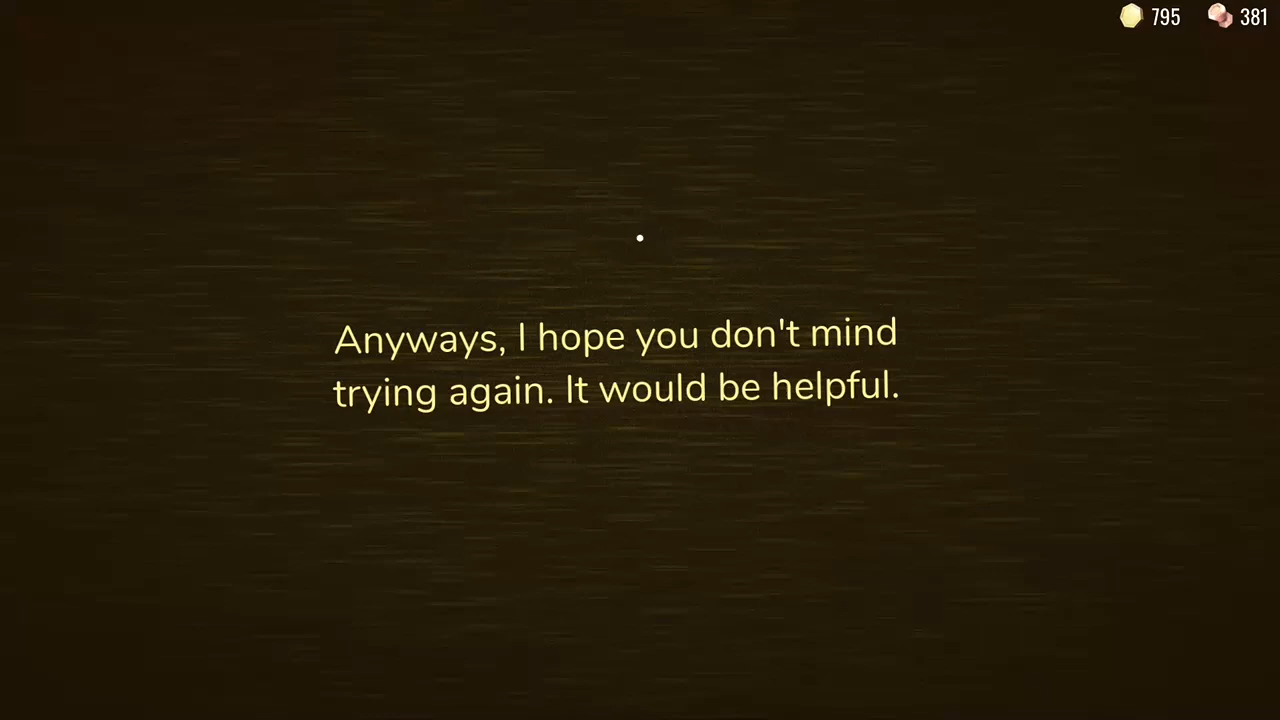 795 381
Anyways, I hope you don't mind
trying again. It would be helpful.